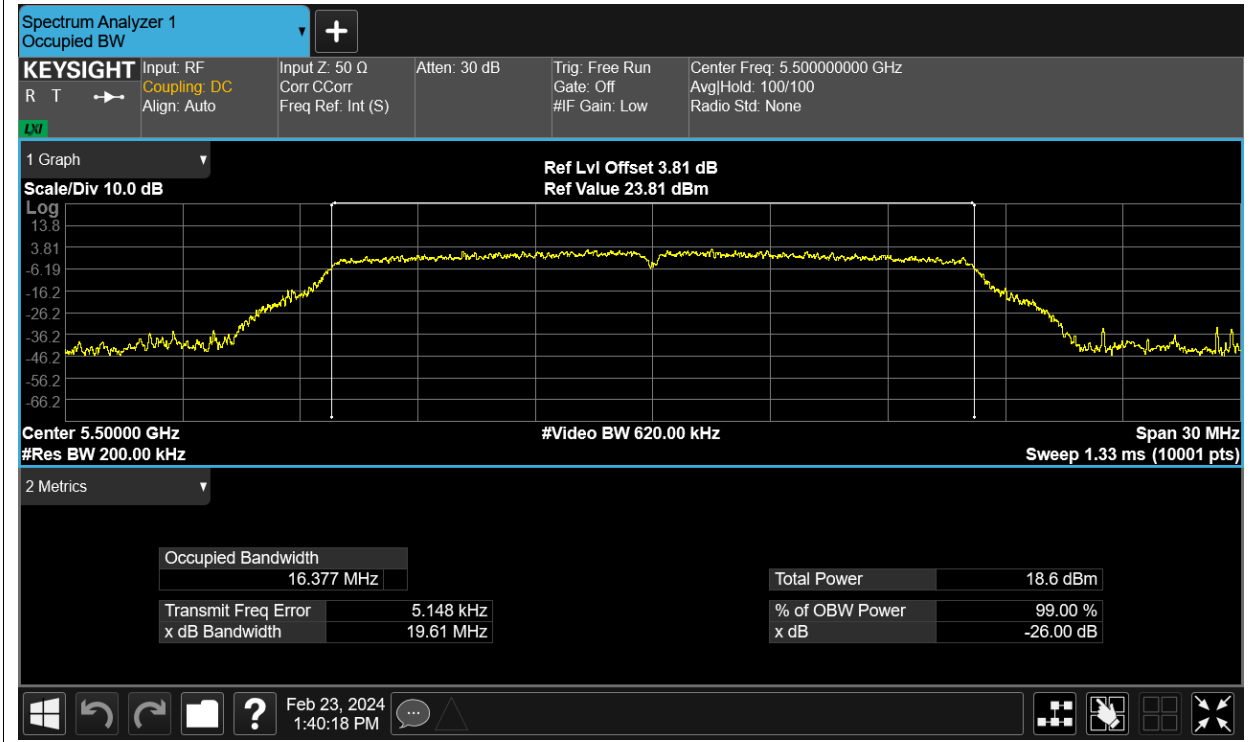 Spectrum Analyzer 1
Occupied BW
KEYSIGHT
R T
LXI
Input: RF
Coupling: DC
Align: Auto
Input Z: 50 Ω
Corr CCorr
Freq Ref: Int (S)
Atten: 30 dB
Trig: Free Run
Gate: Off
#IF Gain: Low
Center Freq: 5.500000000 GHz
Avg|Hold: 100/100
Radio Std: None
1 Graph
Scale/Div 10.0 dB
Ref Lvl Offset 3.81 dB
Ref Value 23.81 dBm
Log
13.8
3.81
-6.19
-16.2
-26.2
-36.2
-46.2
-56.2
-66.2
Center 5.50000 GHz
#Res BW 200.00 kHz
#Video BW 620.00 kHz
Span 30 MHz
Sweep 1.33 ms (10001 pts)
2 Metrics
Occupied Bandwidth
16.377 MHz
Transmit Freq Error 5.148 kHz
x dB Bandwidth 19.61 MHz
Total Power 18.6 dBm
% of OBW Power 99.00 %
x dB -26.00 dB
?
Feb 23, 2024
1:40:18 PM